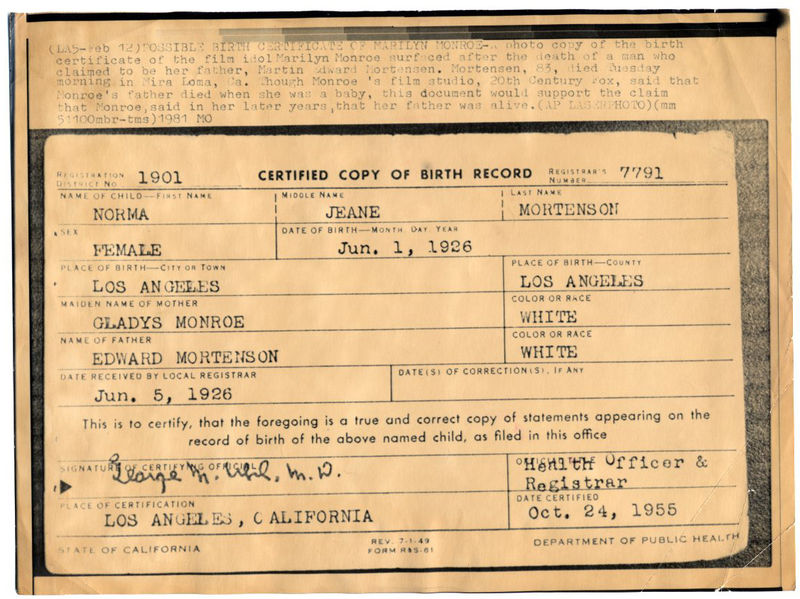 (LA5-Feb 12)POSSIBLE BIRTH CERTIFICATE OF MARILYN MONROE-A photo copy of the birth
certificate of the film idol Marilyn Monroe surfaced after the death of a man who
claimed to be her father, Martin Edward Mortensen. Mortensen, 83, died Tuesday
morning in Mira Loma, Ca. Though Monroe's film studio, 20th Century Fox, said that
Monroe's father died when she was a baby, this document would support the claim
that Monroe,said in her later years,that her father was alive.(AP LASERPHOTO)(mm
51100mbr-tms)1981 MO
REGISTRATION DISTRICT NO. 1901 CERTIFIED COPY OF BIRTH RECORD REGISTRAR'S NUMBER 7791
NAME OF CHILD—FIRST NAME MIDDLE NAME LAST NAME
NORMA JEANE MORTENSON
SEX DATE OF BIRTH—MONTH DAY YEAR
FEMALE Jun. 1, 1926
PLACE OF BIRTH—CITY OR TOWN PLACE OF BIRTH—COUNTY
LOS ANGELES LOS ANGELES
MAIDEN NAME OF MOTHER COLOR OR RACE
GLADYS MONROE WHITE
NAME OF FATHER COLOR OR RACE
EDWARD MORTENSON WHITE
DATE RECEIVED BY LOCAL REGISTRAR DATE(S) OF CORRECTION(S), IF ANY
Jun. 5, 1926
This is to certify, that the foregoing is a true and correct copy of statements appearing on the
record of birth of the above named child, as filed in this office
SIGNATURE OF CERTIFYING OFFICIAL
George M. Uhl, M.D. Health Officer &
Registrar
PLACE OF CERTIFICATION DATE CERTIFIED
LOS ANGELES, CALIFORNIA Oct. 24, 1955
STATE OF CALIFORNIA REV. 7-1-49 DEPARTMENT OF PUBLIC HEALTH
FORM R&S-61